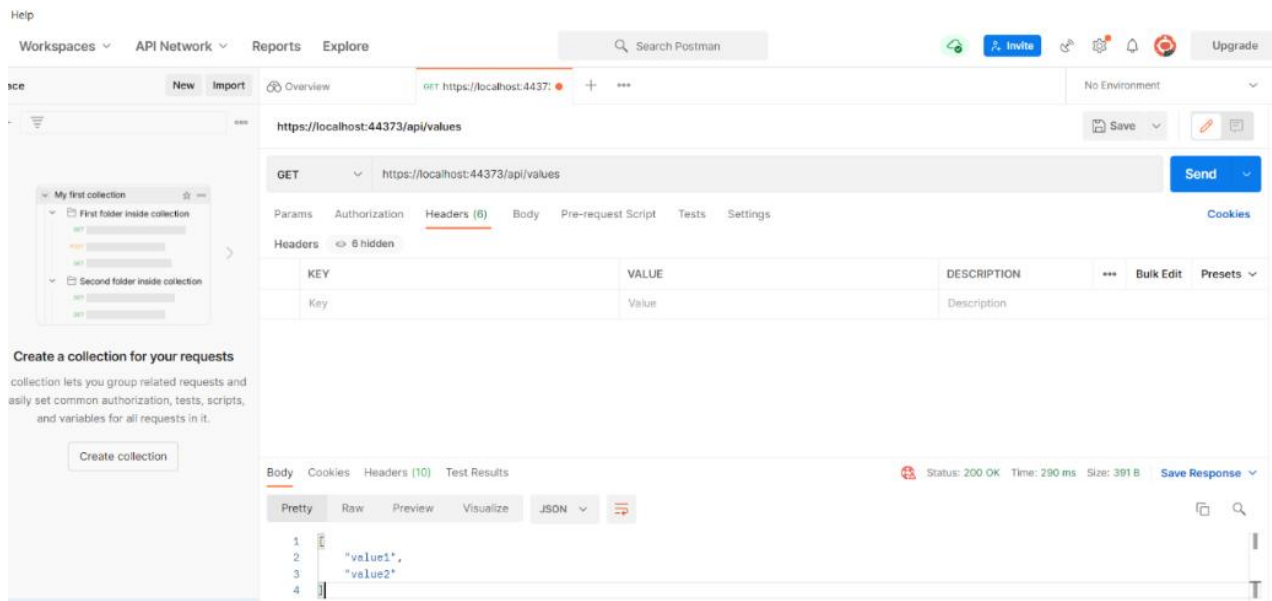 Help
Workspaces API Network Reports Explore Search Postman Invite Upgrade
ace New Import Overview GET https://localhost:4437: No Environment
https://localhost:44373/api/values Save
GET https://localhost:44373/api/values Send
Params Authorization Headers (6) Body Pre-request Script Tests Settings Cookies
Headers 6 hidden
KEY VALUE DESCRIPTION Bulk Edit Presets
Key Value Description
My first collection
First folder inside collection
GET
POST
GET
Second folder inside collection
GET
GET
Create a collection for your requests
collection lets you group related requests and
asily set common authorization, tests, scripts,
and variables for all requests in it.
Create collection
Body Cookies Headers (10) Test Results Status: 200 OK Time: 290 ms Size: 391 B Save Response
Pretty Raw Preview Visualize JSON
1 [
2 "value1",
3 "value2"
4 ]